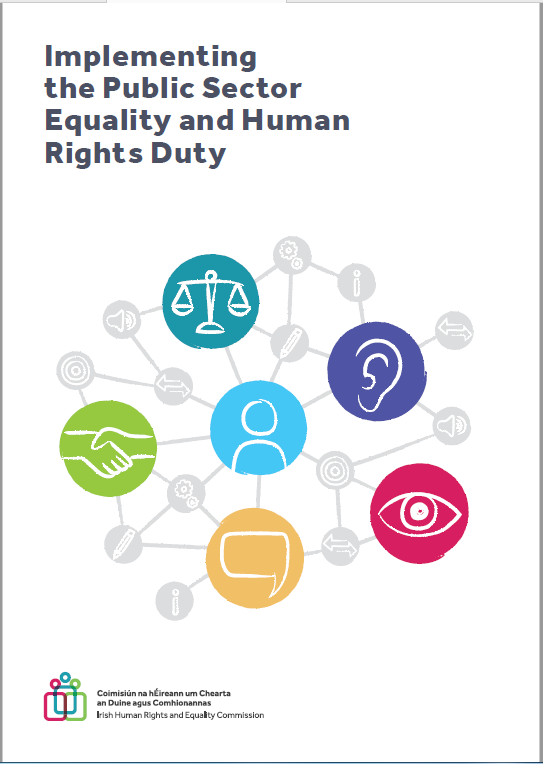 Implementing
the Public Sector
Equality and Human
Rights Duty
i
i
Coimisiún na hÉireann um Chearta
an Duine agus Comhionannas
Irish Human Rights and Equality Commission